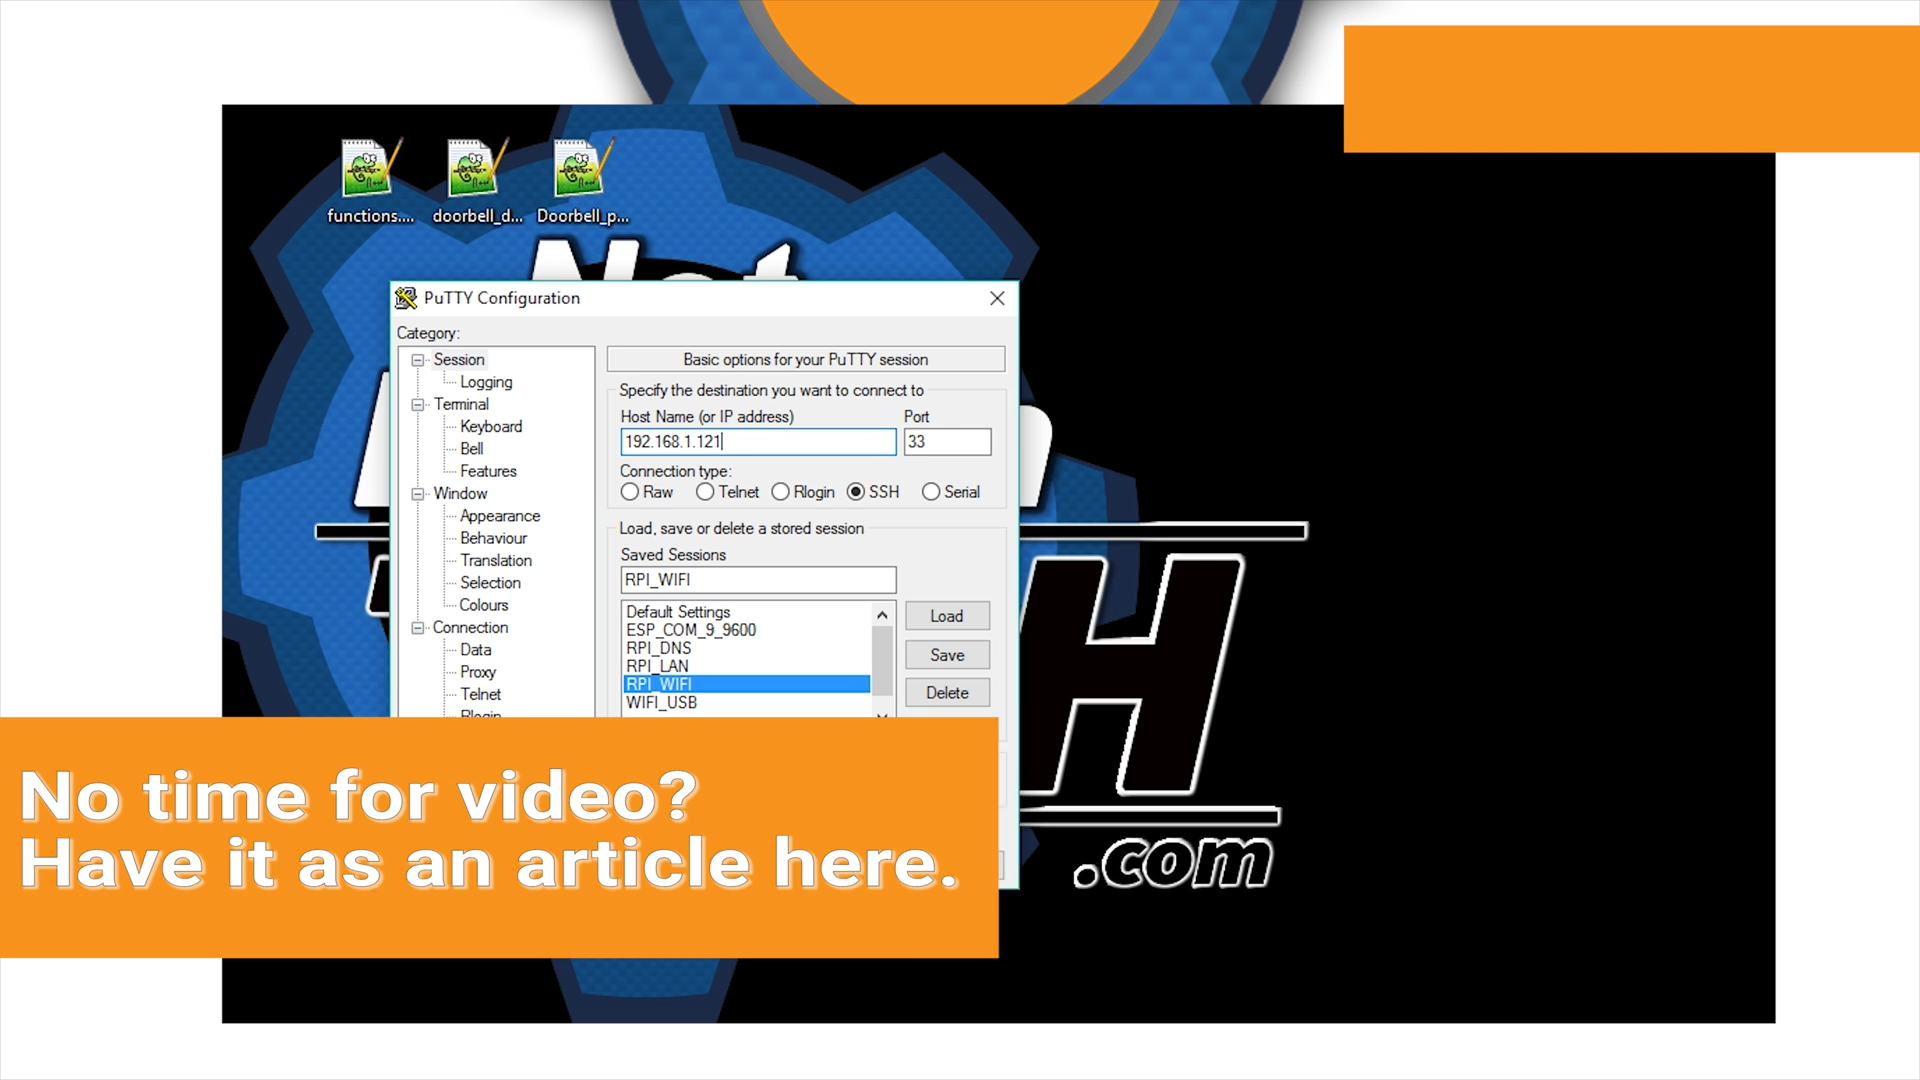 functions.... doorbell_d... Doorbell_p...
Not
PuTTY Configuration
Category:
Session
Logging
Terminal
Keyboard
Bell
Features
Window
Appearance
Behaviour
Translation
Selection
Colours
Connection
Data
Proxy
Telnet
Rlogin
Basic options for your PuTTY session
Specify the destination you want to connect to
Host Name (or IP address) Port
192.168.1.121 33
Connection type:
Raw Telnet Rlogin SSH Serial
Load, save or delete a stored session
Saved Sessions
RPI_WIFI
Default Settings
ESP_COM_9_9600
RPI_DNS
RPI_LAN
RPI_WIFI
WIFI_USB
Load
Save
Delete
H
.com
No time for video?
Have it as an article here.